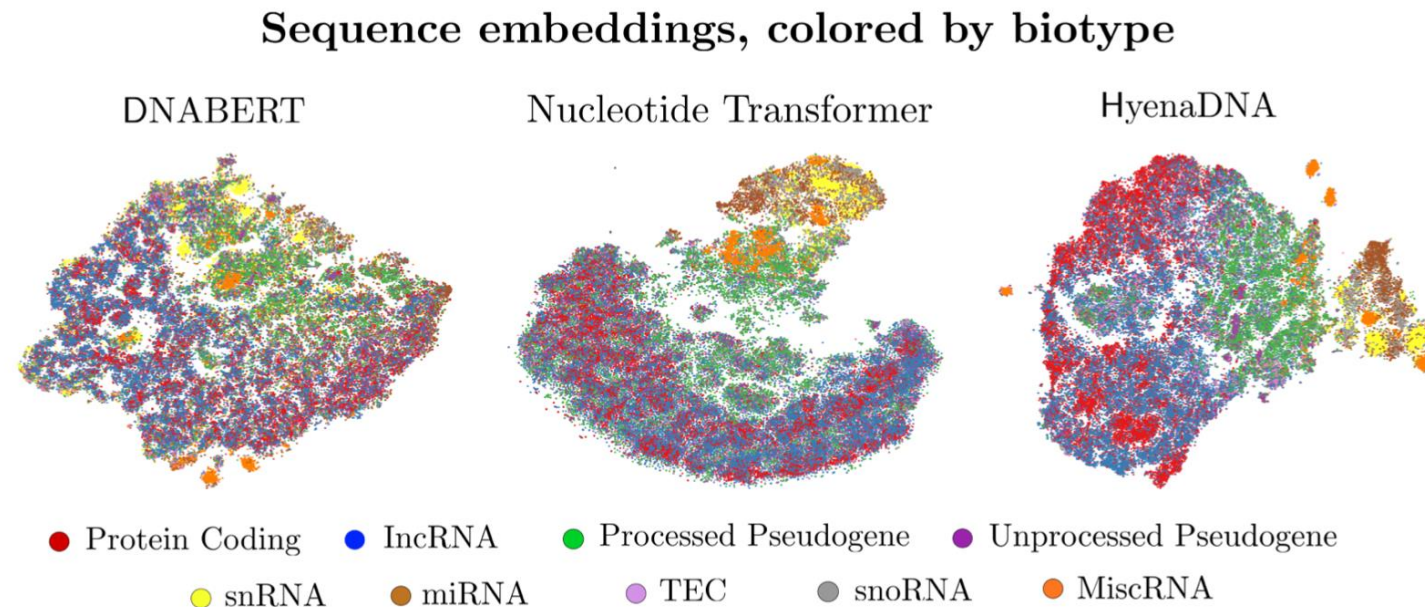 Sequence embeddings, colored by biotype
DNABERT
Nucleotide Transformer
HyenaDNA
Protein Coding
lncRNA
Processed Pseudogene
Unprocessed Pseudogene
snRNA
miRNA
TEC
snoRNA
MiscRNA